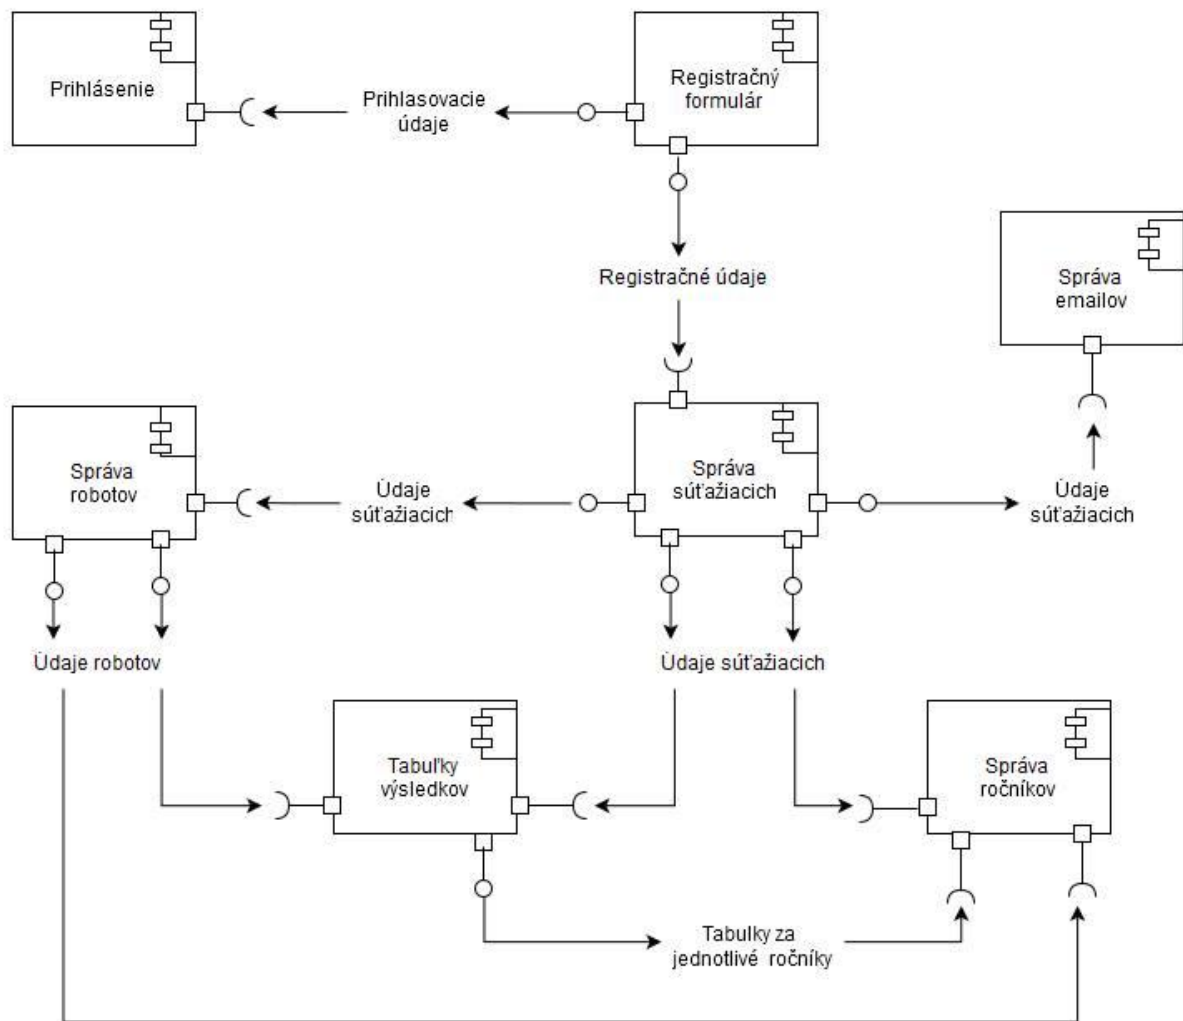 Prihlásenie
Prihlasovacie
údaje
Registračný
formulár
Registračné údaje
Správa
emailov
Správa
robotov
Údaje
súťažiacich
Správa
súťažiacich
Údaje
súťažiacich
Údaje robotov
Údaje súťažiacich
Tabuľky
výsledkov
Správa
ročníkov
Tabulky za
jednotlivé ročníky